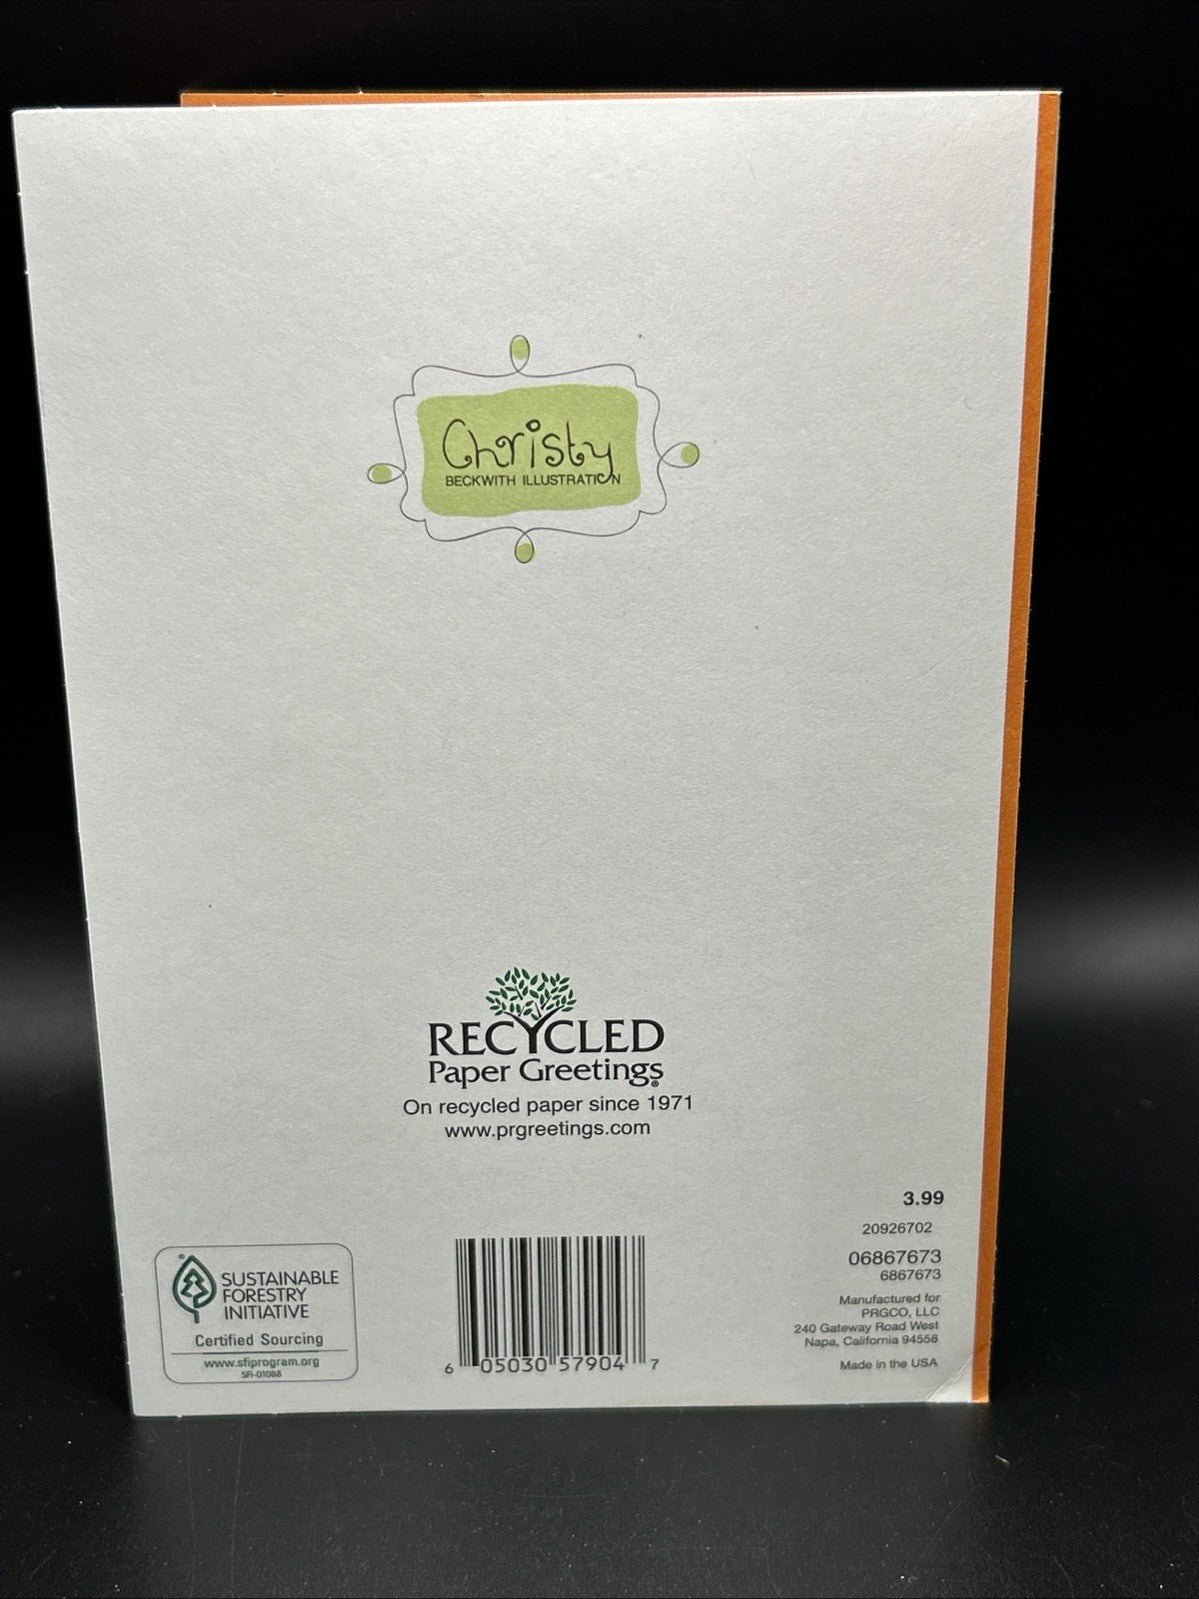 Christy
BECKWITH ILLUSTRATION
RECYCLED
Paper Greetings®
On recycled paper since 1971
www.prgreetings.com
3.99
20926702
06867673
6867673
Manufactured for
PRGCO, LLC
240 Gateway Road West
Napa, California 94558
Made in the USA
SUSTAINABLE
FORESTRY
INITIATIVE
Certified Sourcing
www.sfiprogram.org
SFI-01088
6 05030 57904 7